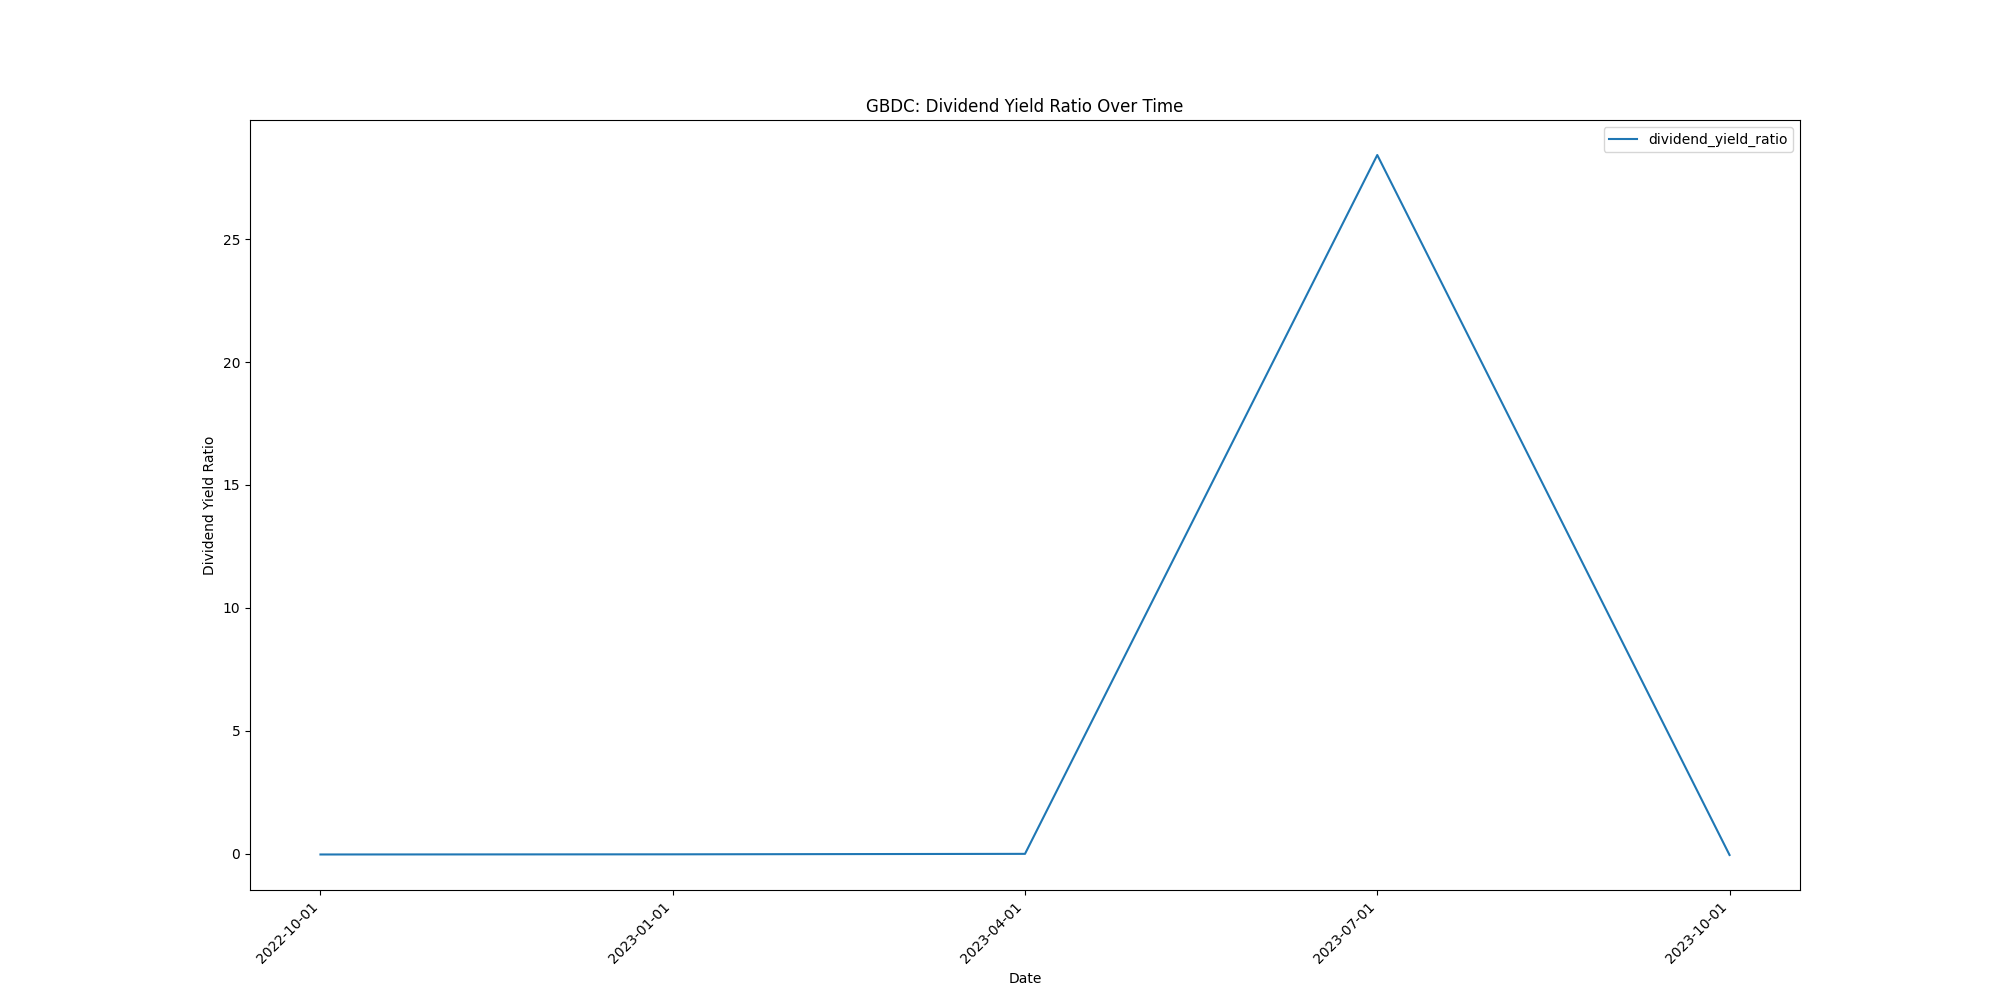 GBDC: Dividend Yield Ratio Over Time
dividend_yield_ratio
Dividend Yield Ratio
25
20
15
10
5
0
2022-10-01
2023-01-01
2023-04-01
2023-07-01
2023-10-01
Date